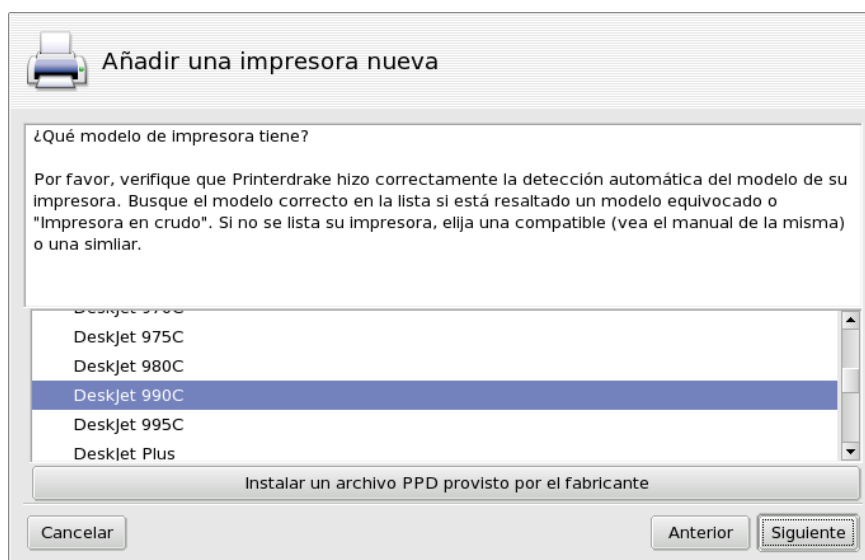 Añadir una impresora nueva
¿Qué modelo de impresora tiene?
Por favor, verifique que Printerdrake hizo correctamente la detección automática del modelo de su
impresora. Busque el modelo correcto en la lista si está resaltado un modelo equivocado o
"Impresora en crudo". Si no se lista su impresora, elija una compatible (vea el manual de la misma)
o una simliar.
DeskJet 970C
DeskJet 975C
DeskJet 980C
DeskJet 990C
DeskJet 995C
DeskJet Plus
Instalar un archivo PPD provisto por el fabricante
Cancelar
Anterior
Siguiente